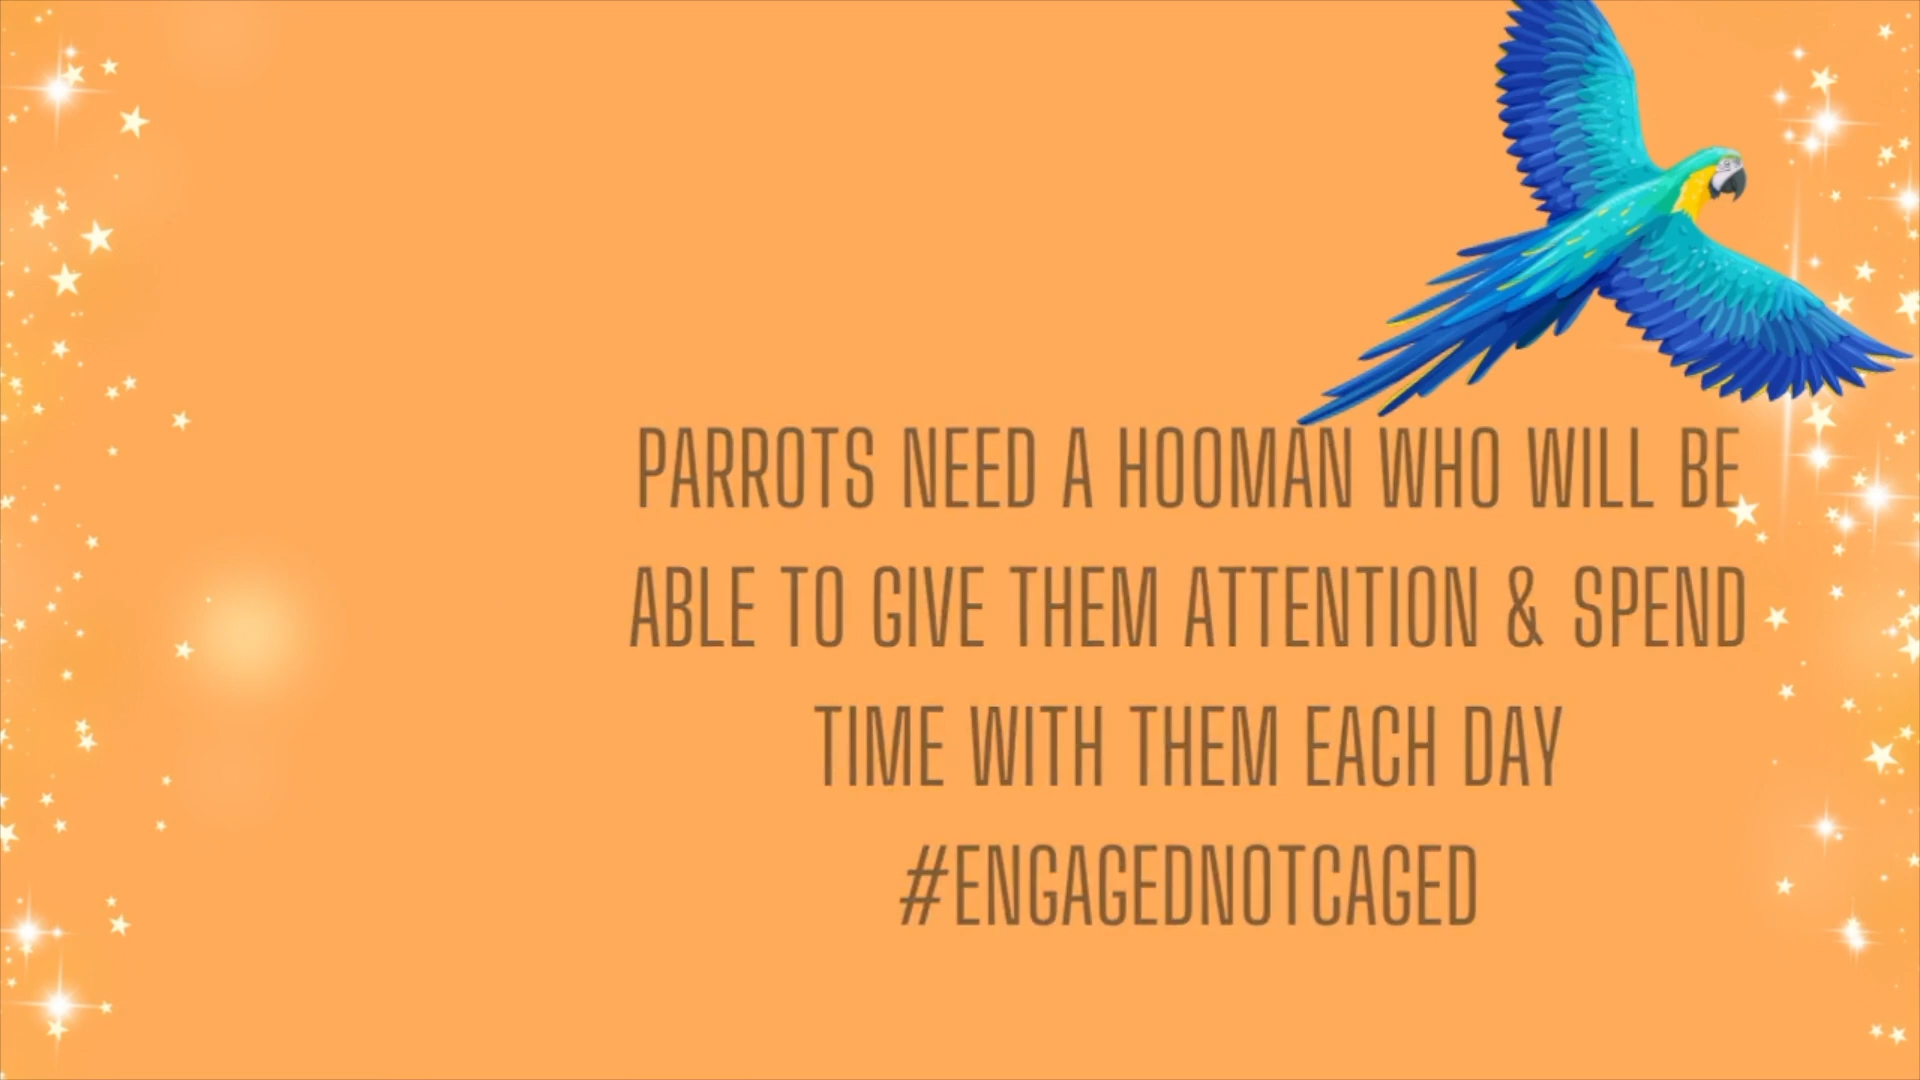 PARROTS NEED A HOOMAN WHO WILL BE
ABLE TO GIVE THEM ATTENTION & SPEND
TIME WITH THEM EACH DAY
#ENGAGEDNOTCAGED